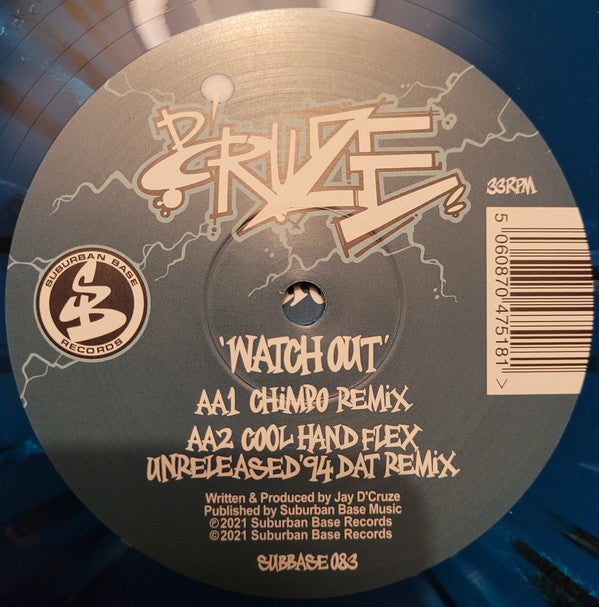 D'CRUZE
33RPM
SUBURBAN BASE
SB
RECORDS
5 060870 475181 >
'WATCH OUT'
AA1 CHiMPO REMiX
AA2 COOL HAND FLEX
UNRELEASED '94 DAT REMiX
Written & Produced by Jay D'Cruze
Published by Suburban Base Music
℗2021 Suburban Base Records
©2021 Suburban Base Records
SUBBASE 083